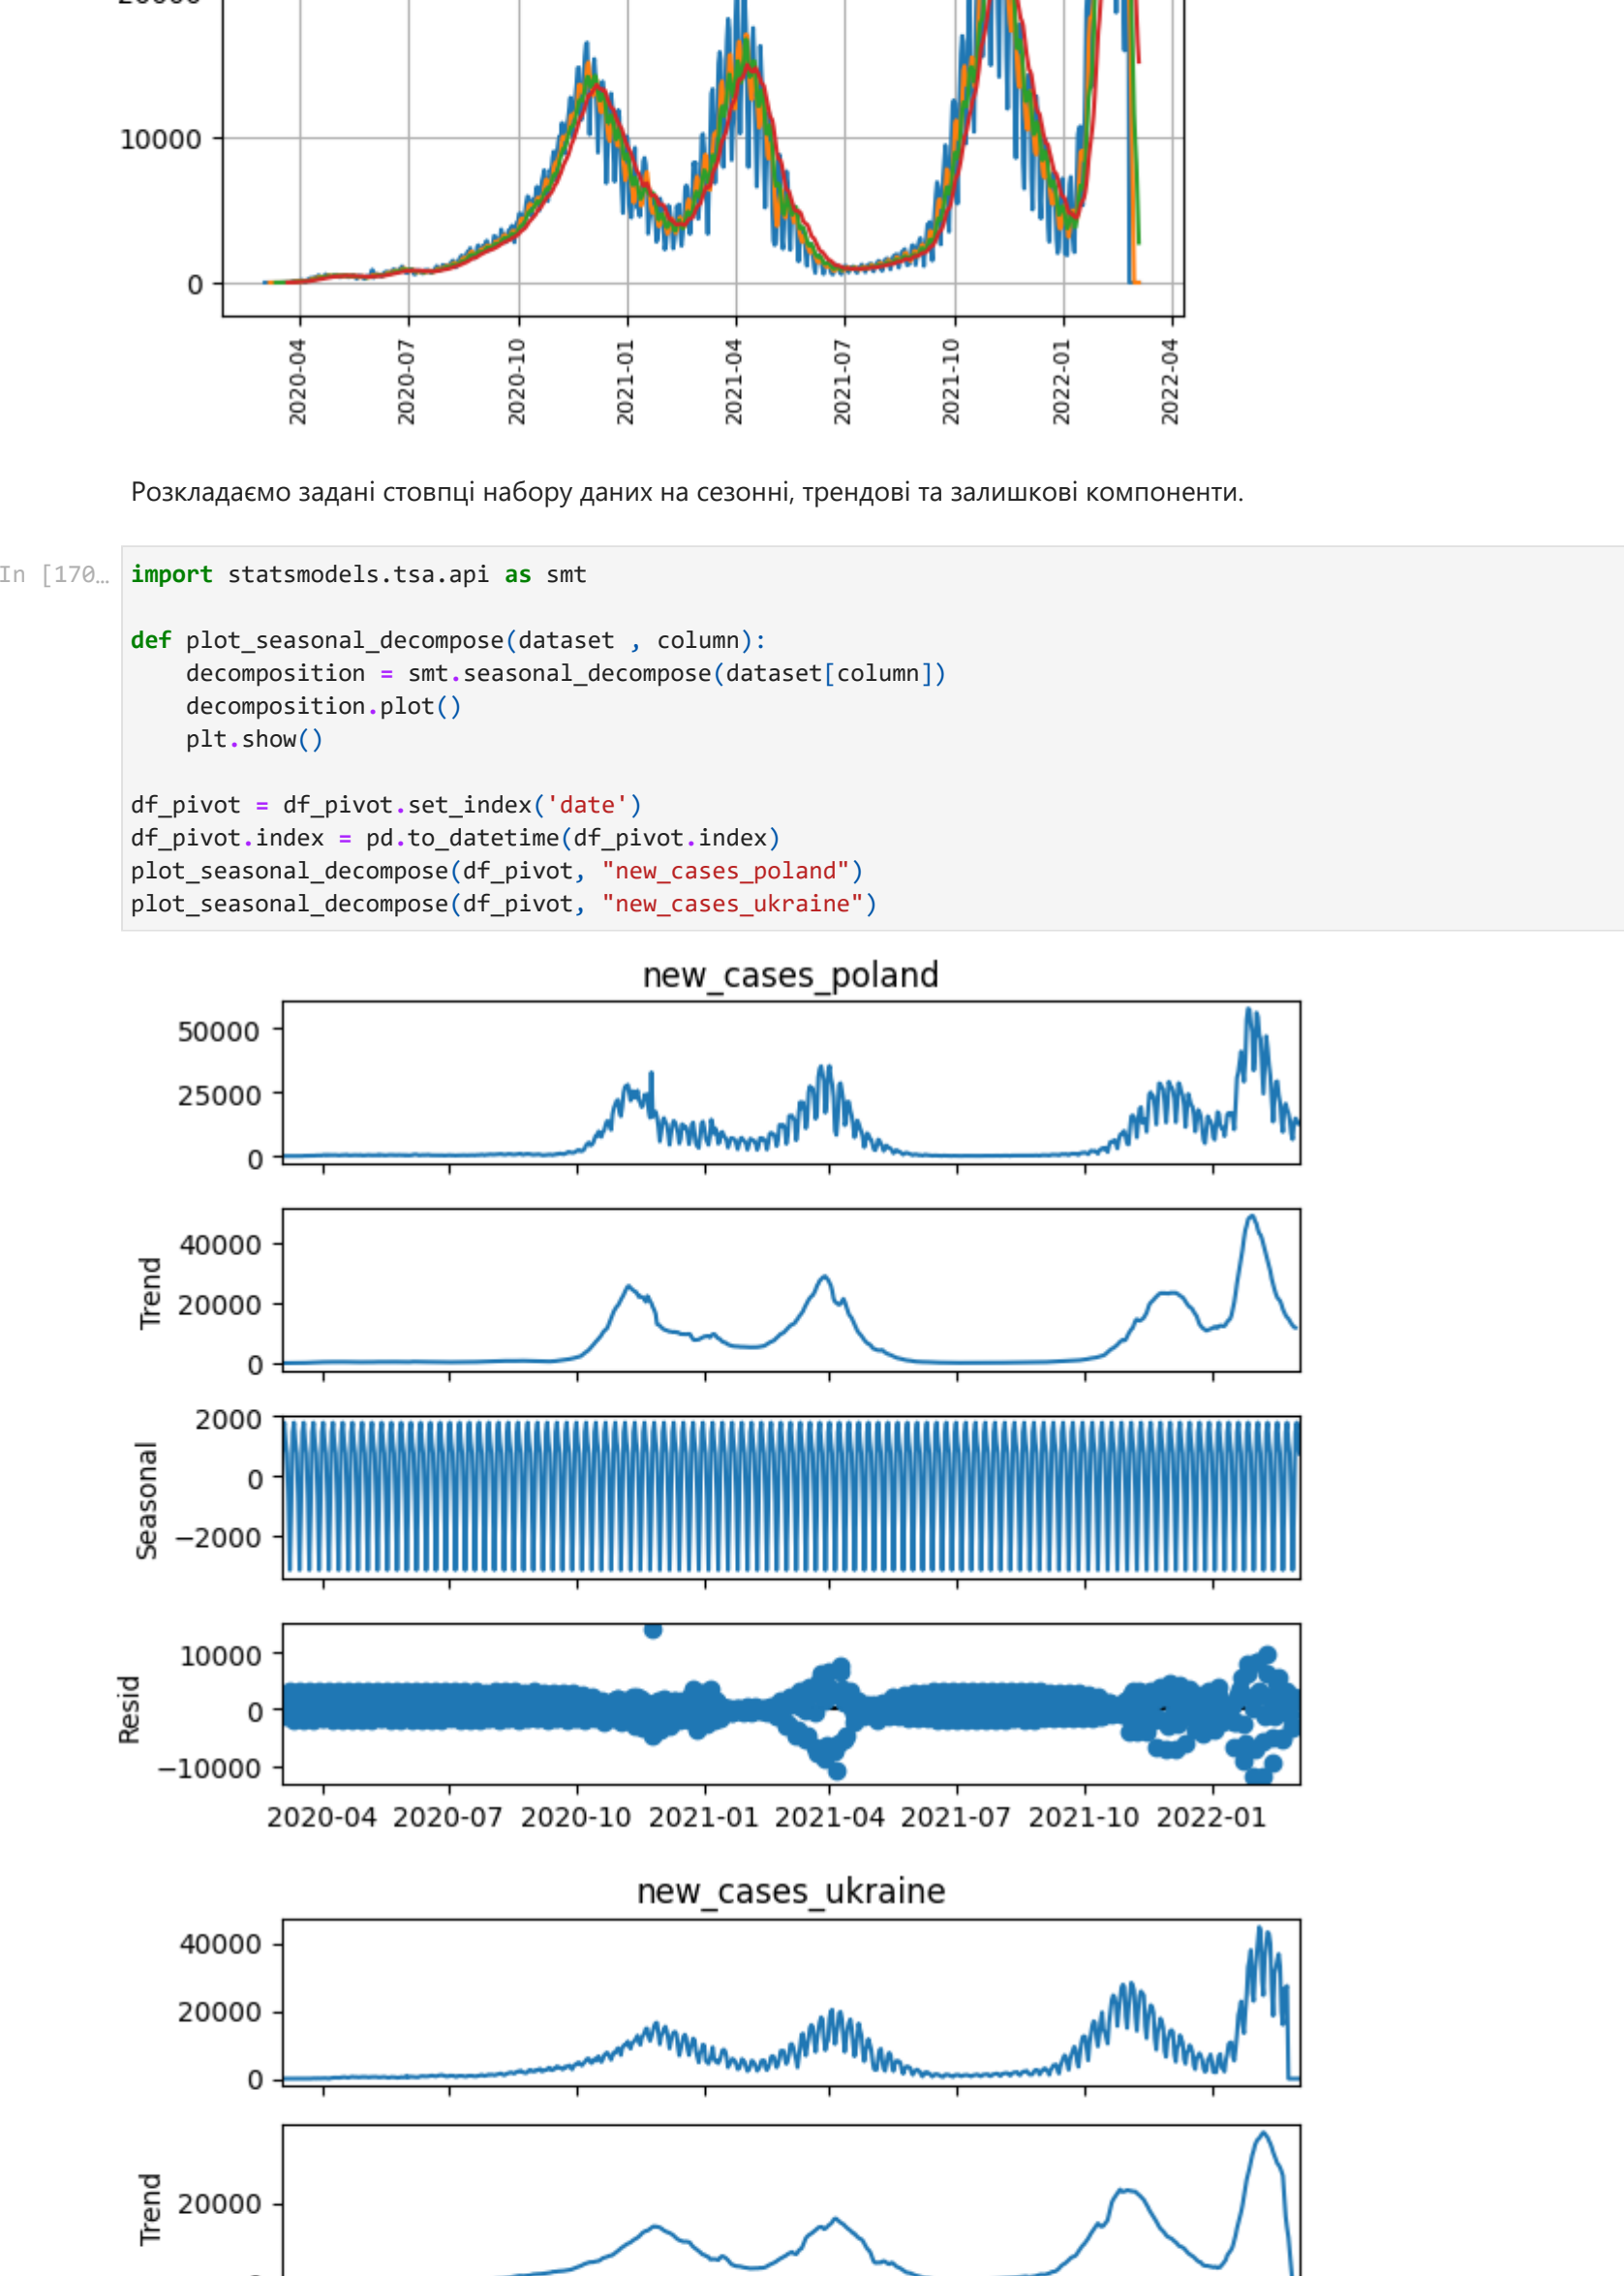 10000
0
2020-04
2020-07
2020-10
2021-01
2021-04
2021-07
2021-10
2022-01
2022-04
Розкладаємо задані стовпці набору даних на сезонні, трендові та залишкові компоненти.
In [170…
import statsmodels.tsa.api as smt
def plot_seasonal_decompose(dataset , column):
    decomposition = smt.seasonal_decompose(dataset[column])
    decomposition.plot()
    plt.show()
df_pivot = df_pivot.set_index('date')
df_pivot.index = pd.to_datetime(df_pivot.index)
plot_seasonal_decompose(df_pivot, "new_cases_poland")
plot_seasonal_decompose(df_pivot, "new_cases_ukraine")
new_cases_poland
50000
25000
0
Trend
40000
20000
0
Seasonal
2000
0
−2000
Resid
10000
0
−10000
2020-04 2020-07 2020-10 2021-01 2021-04 2021-07 2021-10 2022-01
new_cases_ukraine
40000
20000
0
Trend
20000